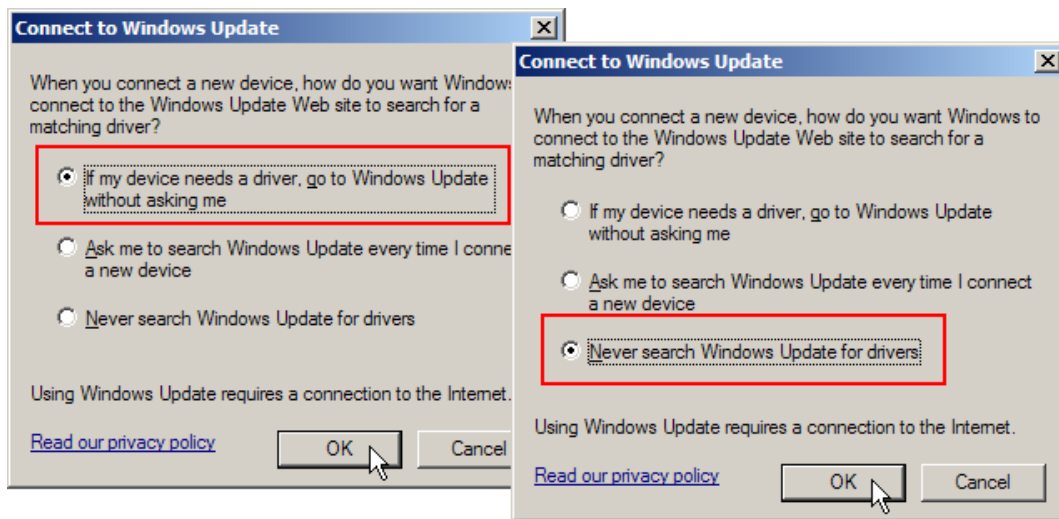 Connect to Windows Update
When you connect a new device, how do you want Windows
connect to the Windows Update Web site to search for a
matching driver?
If my device needs a driver, go to Windows Update
without asking me
Ask me to search Windows Update every time I conne
a new device
Never search Windows Update for drivers
Using Windows Update requires a connection to the Internet.
Read our privacy policy
OK
Cancel
Connect to Windows Update
When you connect a new device, how do you want Windows to
connect to the Windows Update Web site to search for a
matching driver?
If my device needs a driver, go to Windows Update
without asking me
Ask me to search Windows Update every time I connect
a new device
Never search Windows Update for drivers
Using Windows Update requires a connection to the Internet.
Read our privacy policy
OK
Cancel